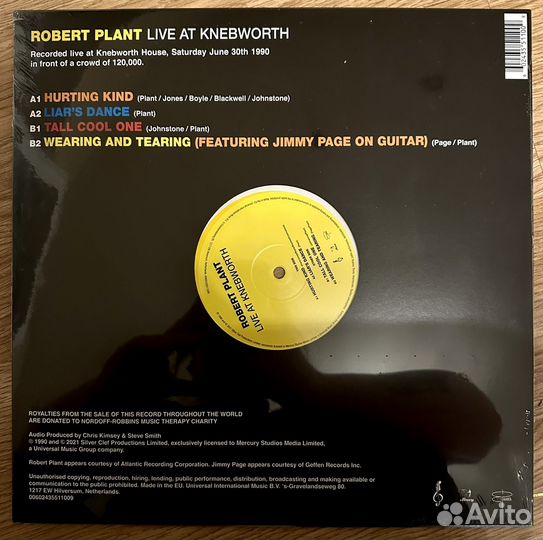 ROBERT PLANT LIVE AT KNEBWORTH
Recorded live at Knebworth House, Saturday June 30th 1990
in front of a crowd of 120,000.
A1 HURTING KIND (Plant / Jones / Boyle / Blackwell / Johnstone)
A2 LIAR'S DANCE (Plant)
B1 TALL COOL ONE (Johnstone / Plant)
B2 WEARING AND TEARING (FEATURING JIMMY PAGE ON GUITAR) (Page / Plant)
ROBERT PLANT
LIVE AT KNEBWORTH
ROYALTIES FROM THE SALE OF THIS RECORD THROUGHOUT THE WORLD
ARE DONATED TO NORDOFF-ROBBINS MUSIC THERAPY CHARITY
Audio Produced by Chris Kimsey & Steve Smith
℗ 1990 and © 2021 Silver Clef Productions Limited, exclusively licensed to Mercury Studios Media Limited,
a Universal Music Group company.
Robert Plant appears courtesy of Atlantic Recording Corporation. Jimmy Page appears courtesy of Geffen Records Inc.
Unauthorised copying, reproduction, hiring, lending, public performance, distribution, broadcasting and making available or
communication to the public prohibited. Made in the EU. Universal International Music B.V. 's-Gravelandseweg 80.
1217 EW Hilversum, Netherlands.
00602435511009
Avito